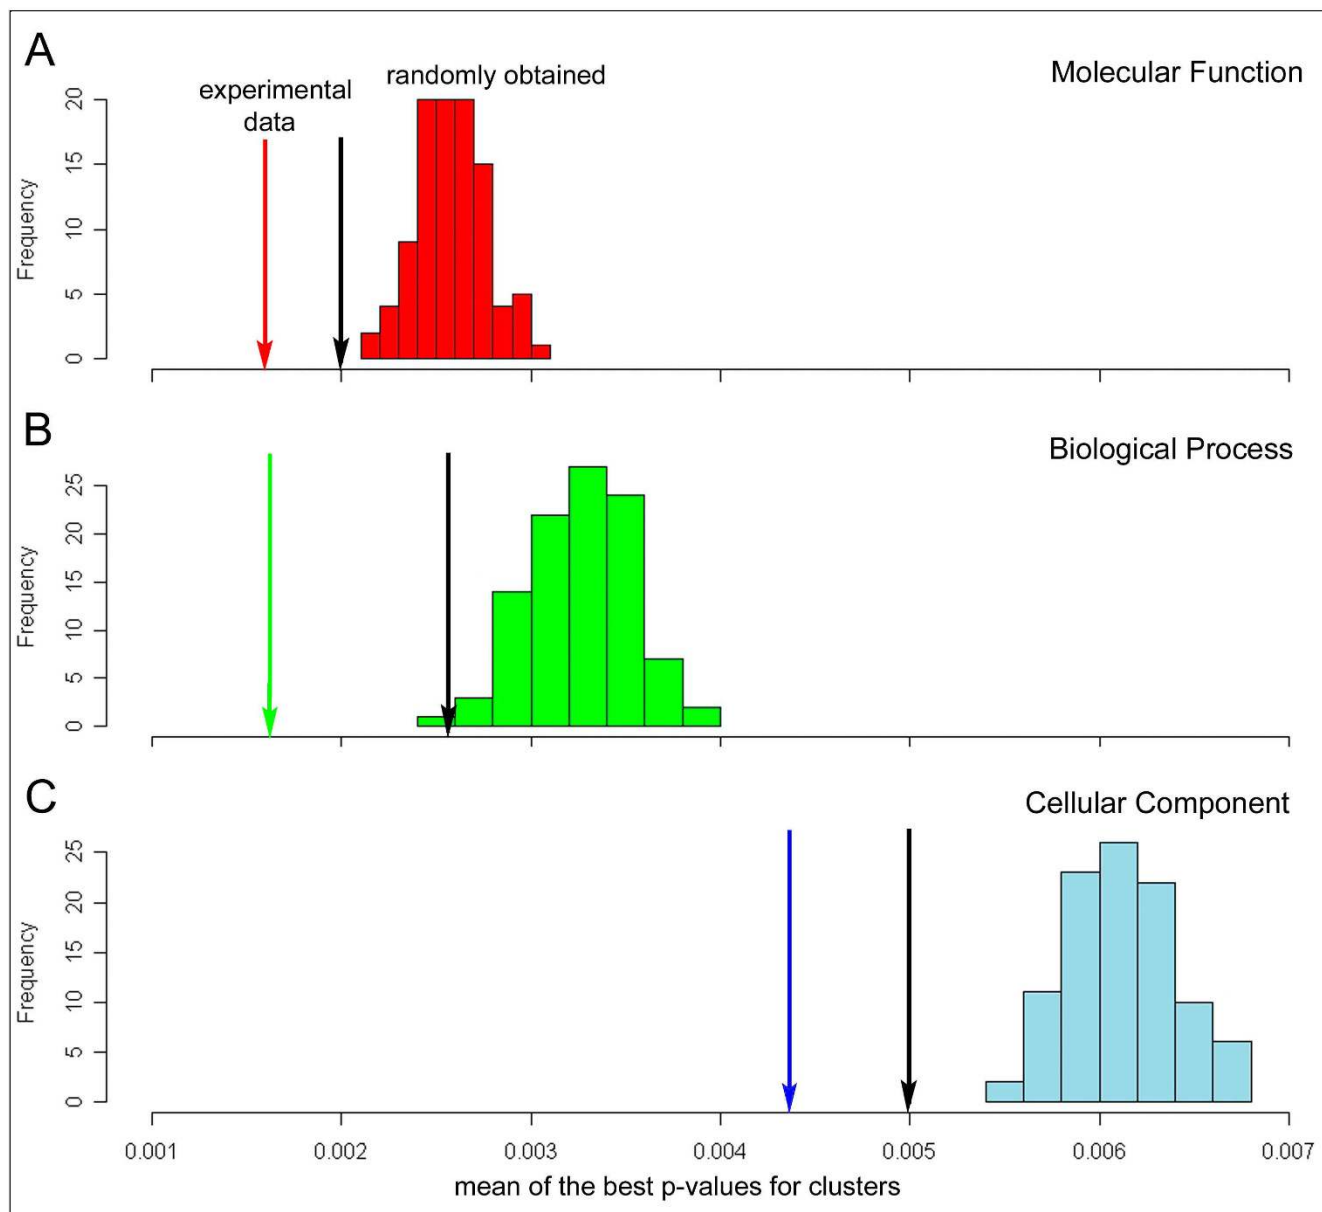 A
Molecular Function
experimental
data
randomly obtained
Frequency
20
15
10
5
0
B
Biological Process
Frequency
25
20
15
10
5
0
C
Cellular Component
Frequency
25
20
15
10
5
0
0.001 0.002 0.003 0.004 0.005 0.006 0.007
mean of the best p-values for clusters